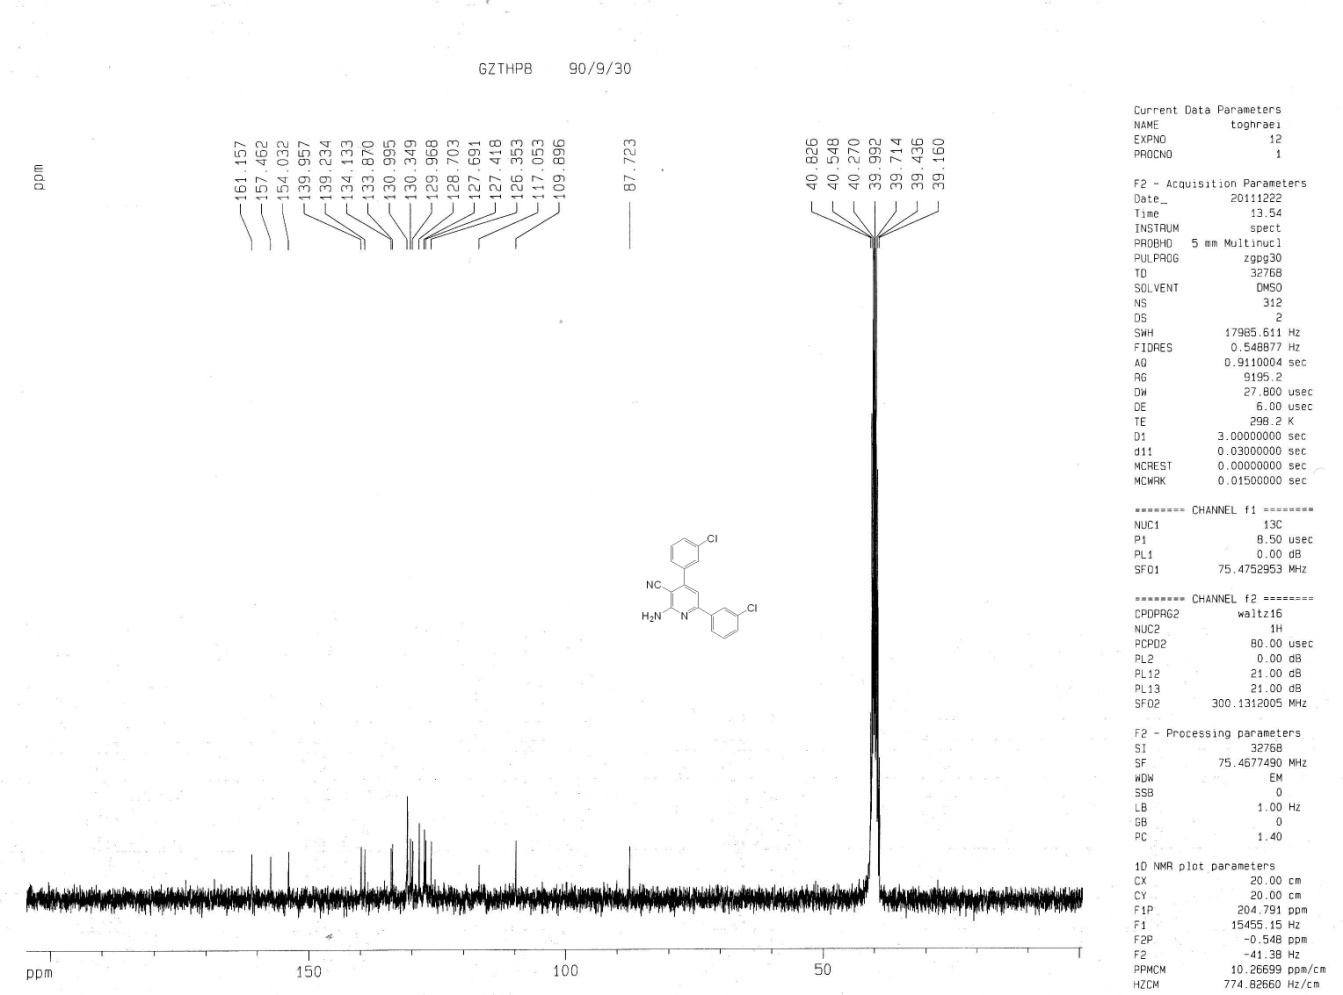 GZTHPB 90/9/30
ppm
161.157
157.462
154.032
139.957
139.234
134.133
133.870
130.995
130.349
129.968
128.703
127.691
127.418
126.353
117.053
109.896
87.723
40.826
40.548
40.270
39.992
39.714
39.436
39.160
Cl
NC
Cl
H2N
N
ppm
150
100
50
Current Data Parameters
NAME toghraei
EXPNO 12
PROCNO 1
F2 - Acquisition Parameters
Date_ 20111222
Time 13.54
INSTRUM spect
PROBHD 5 mm Multinucl
PULPROG zgpg30
TD 32768
SOLVENT DMSO
NS 312
DS 2
SWH 17985.611 Hz
FIDRES 0.548877 Hz
AQ 0.9110004 sec
RG 9195.2
DW 27.800 usec
DE 6.00 usec
TE 298.2 K
D1 3.00000000 sec
d11 0.03000000 sec
MCREST 0.00000000 sec
MCWRK 0.01500000 sec
======== CHANNEL f1 ========
NUC1 13C
P1 8.50 usec
PL1 0.00 dB
SFO1 75.4752953 MHz
======== CHANNEL f2 ========
CPDPRG2 waltz16
NUC2 1H
PCPD2 80.00 usec
PL2 0.00 dB
PL12 21.00 dB
PL13 21.00 dB
SFO2 300.1312005 MHz
F2 - Processing parameters
SI 32768
SF 75.4677490 MHz
WDW EM
SSB 0
LB 1.00 Hz
GB 0
PC 1.40
1D NMR plot parameters
CX 20.00 cm
CY 20.00 cm
F1P 204.791 ppm
F1 15455.15 Hz
F2P -0.548 ppm
F2 -41.38 Hz
PPMCM 10.26699 ppm/cm
HZCM 774.82660 Hz/cm